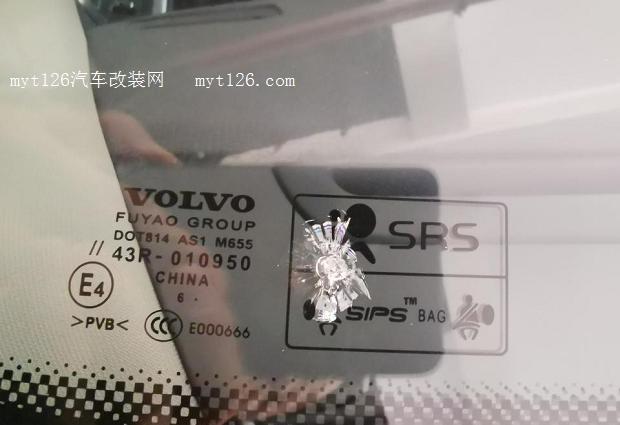 myt126汽车改装网 myt126.com
VOLVO
FUYAO GROUP
DOT814 AS1 M655
// 43R-010950
E4
CHINA
6 .
>PVB<
CCC E000666
SRS
SIPS™ BAG